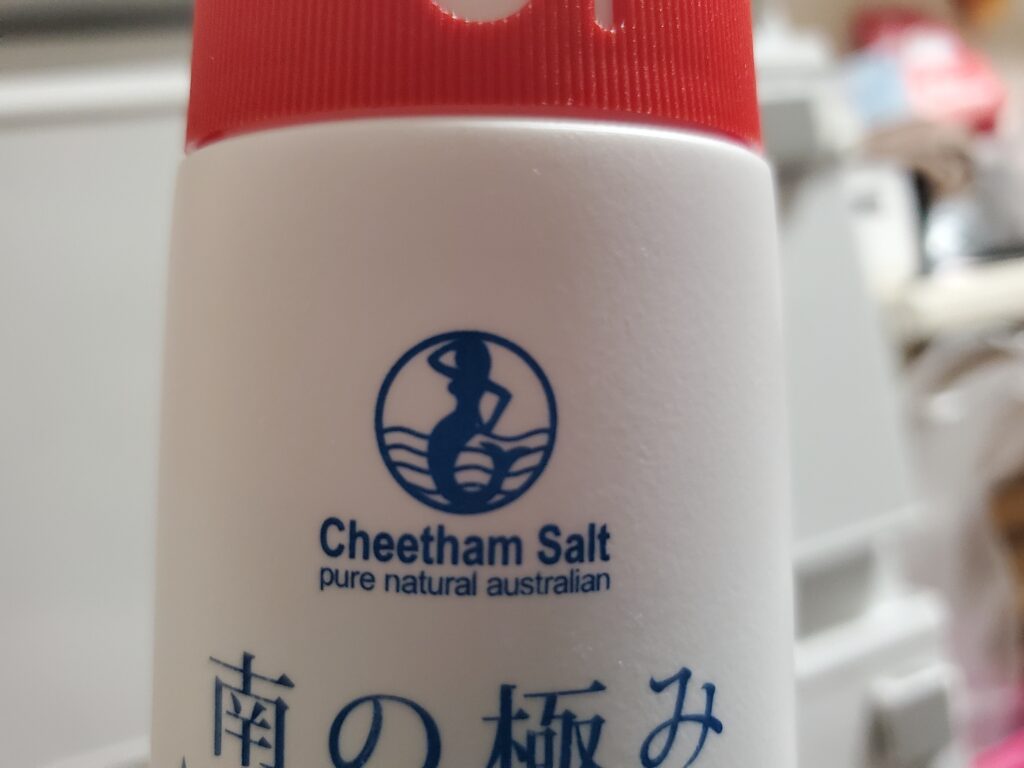 Cheetham Salt
pure natural australian
南の極み